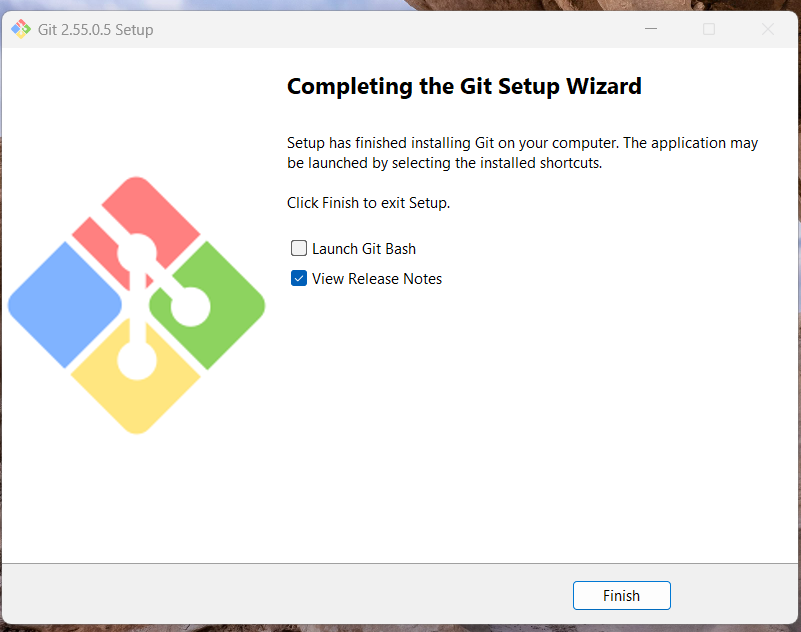 Git 2.55.0.5 Setup
Completing the Git Setup Wizard
Setup has finished installing Git on your computer. The application may
be launched by selecting the installed shortcuts.
Click Finish to exit Setup.
Launch Git Bash
View Release Notes
Finish